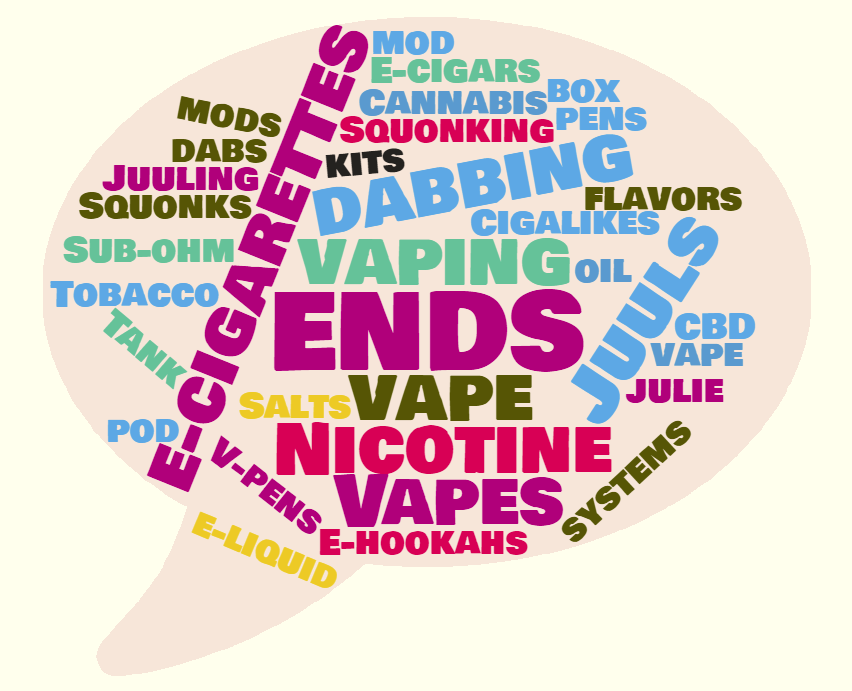 E-CIGARETTES
MOD
E-CIGARS
CANNABIS
BOX
PENS
MODS
SQUONKING
DABS
KITS
DABBING
JUULING
FLAVORS
SQUONKS
CIGALIKES
JUULS
SUB-OHM
VAPING
OIL
TOBACCO
ENDS
TANK
CBD
VAPE
JULIE
SALTS
VAPE
POD
NICOTINE
V-PENS
VAPES
SYSTEMS
E-LIQUID
E-HOOKAHS